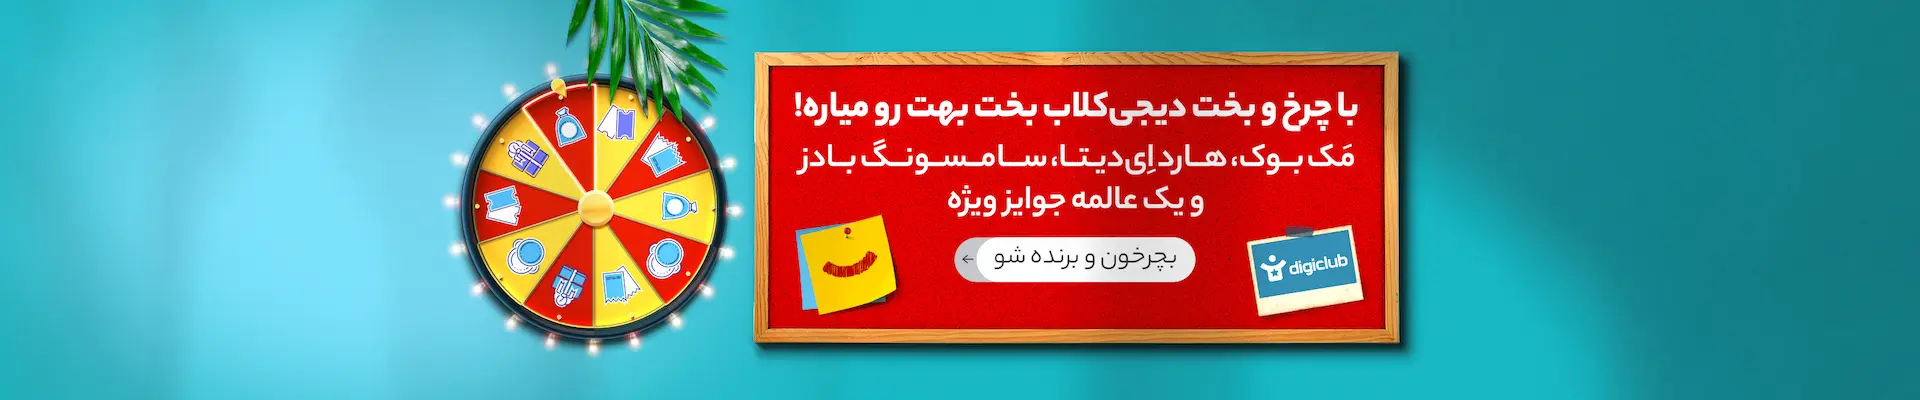 با چرخ و بخت دیجی‌کلاب بخت بهت رو میاره!
مَک بوک، هارد اِی‌دیتا، سامسونگ بادز
و یک عالمه جوایز ویژه
بچرخون و برنده شو
digiclub